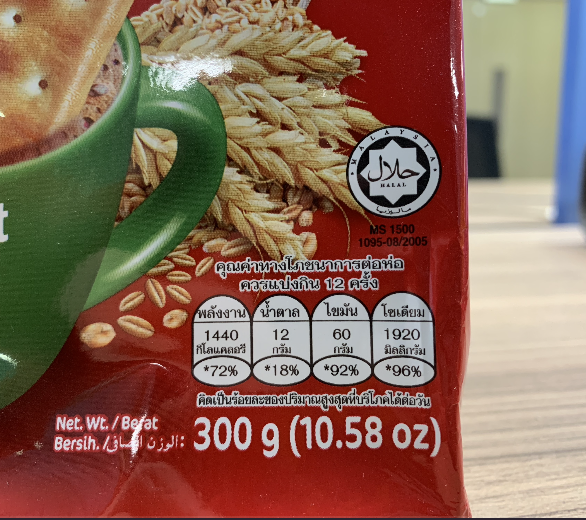 t
MALAYSIA
حلال
HALAL
ماليزيا
MS 1500
1095-08/2005
คุณค่าทางโภชนาการต่อห่อ
ควรแบ่งกิน 12 ครั้ง
พลังงาน น้ำตาล ไขมัน โซเดียม
1440 12 60 1920
กิโลแคลอรี กรัม กรัม มิลลิกรัม
*72% *18% *92% *96%
คิดเป็นร้อยละของปริมาณสูงสุดที่บริโภคได้ต่อวัน
Net. Wt. / Berat
Bersih. / الوزن الصافي:
300 g (10.58 oz)